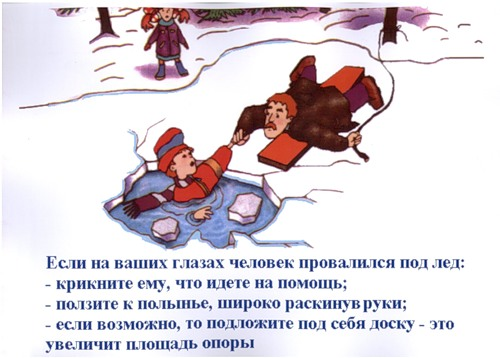 Если на ваших глазах человек провалился под лед:
- крикните ему, что идете на помощь;
- ползите к полынье, широко раскинув руки;
- если возможно, то подложите под себя доску - это
увеличит площадь опоры